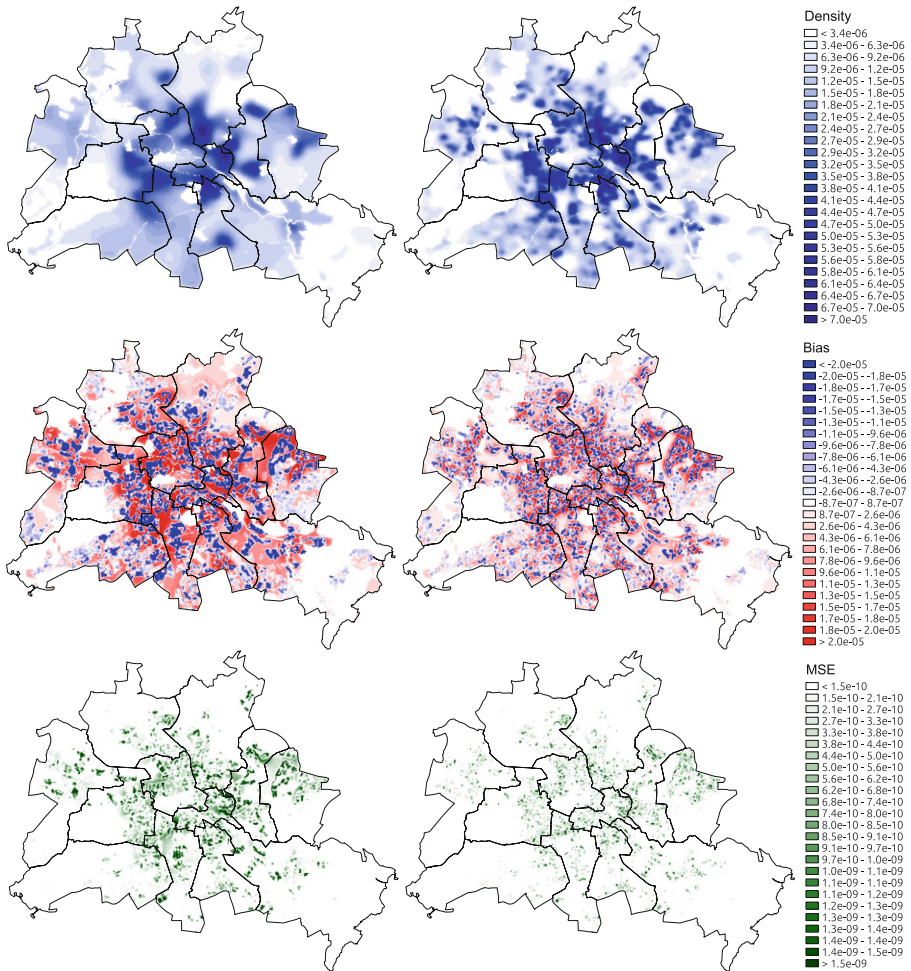 Density
< 3.4e-06
3.4e-06 - 6.3e-06
6.3e-06 - 9.2e-06
9.2e-06 - 1.2e-05
1.2e-05 - 1.5e-05
1.5e-05 - 1.8e-05
1.8e-05 - 2.1e-05
2.1e-05 - 2.4e-05
2.4e-05 - 2.7e-05
2.7e-05 - 2.9e-05
2.9e-05 - 3.2e-05
3.2e-05 - 3.5e-05
3.5e-05 - 3.8e-05
3.8e-05 - 4.1e-05
4.1e-05 - 4.4e-05
4.4e-05 - 4.7e-05
4.7e-05 - 5.0e-05
5.0e-05 - 5.3e-05
5.3e-05 - 5.6e-05
5.6e-05 - 5.8e-05
5.8e-05 - 6.1e-05
6.1e-05 - 6.4e-05
6.4e-05 - 6.7e-05
6.7e-05 - 7.0e-05
> 7.0e-05
Bias
< -2.0e-05
-2.0e-05 - -1.8e-05
-1.8e-05 - -1.7e-05
-1.7e-05 - -1.5e-05
-1.5e-05 - -1.3e-05
-1.3e-05 - -1.1e-05
-1.1e-05 - -9.6e-06
-9.6e-06 - -7.8e-06
-7.8e-06 - -6.1e-06
-6.1e-06 - -4.3e-06
-4.3e-06 - -2.6e-06
-2.6e-06 - -8.7e-07
-8.7e-07 - 8.7e-07
8.7e-07 - 2.6e-06
2.6e-06 - 4.3e-06
4.3e-06 - 6.1e-06
6.1e-06 - 7.8e-06
7.8e-06 - 9.6e-06
9.6e-06 - 1.1e-05
1.1e-05 - 1.3e-05
1.3e-05 - 1.5e-05
1.5e-05 - 1.7e-05
1.7e-05 - 1.8e-05
1.8e-05 - 2.0e-05
> 2.0e-05
MSE
< 1.5e-10
1.5e-10 - 2.1e-10
2.1e-10 - 2.7e-10
2.7e-10 - 3.3e-10
3.3e-10 - 3.8e-10
3.8e-10 - 4.4e-10
4.4e-10 - 5.0e-10
5.0e-10 - 5.6e-10
5.6e-10 - 6.2e-10
6.2e-10 - 6.8e-10
6.8e-10 - 7.4e-10
7.4e-10 - 8.0e-10
8.0e-10 - 8.5e-10
8.5e-10 - 9.1e-10
9.1e-10 - 9.7e-10
9.7e-10 - 1.0e-09
1.0e-09 - 1.1e-09
1.1e-09 - 1.1e-09
1.1e-09 - 1.2e-09
1.2e-09 - 1.3e-09
1.3e-09 - 1.3e-09
1.3e-09 - 1.4e-09
1.4e-09 - 1.4e-09
1.4e-09 - 1.5e-09
> 1.5e-09